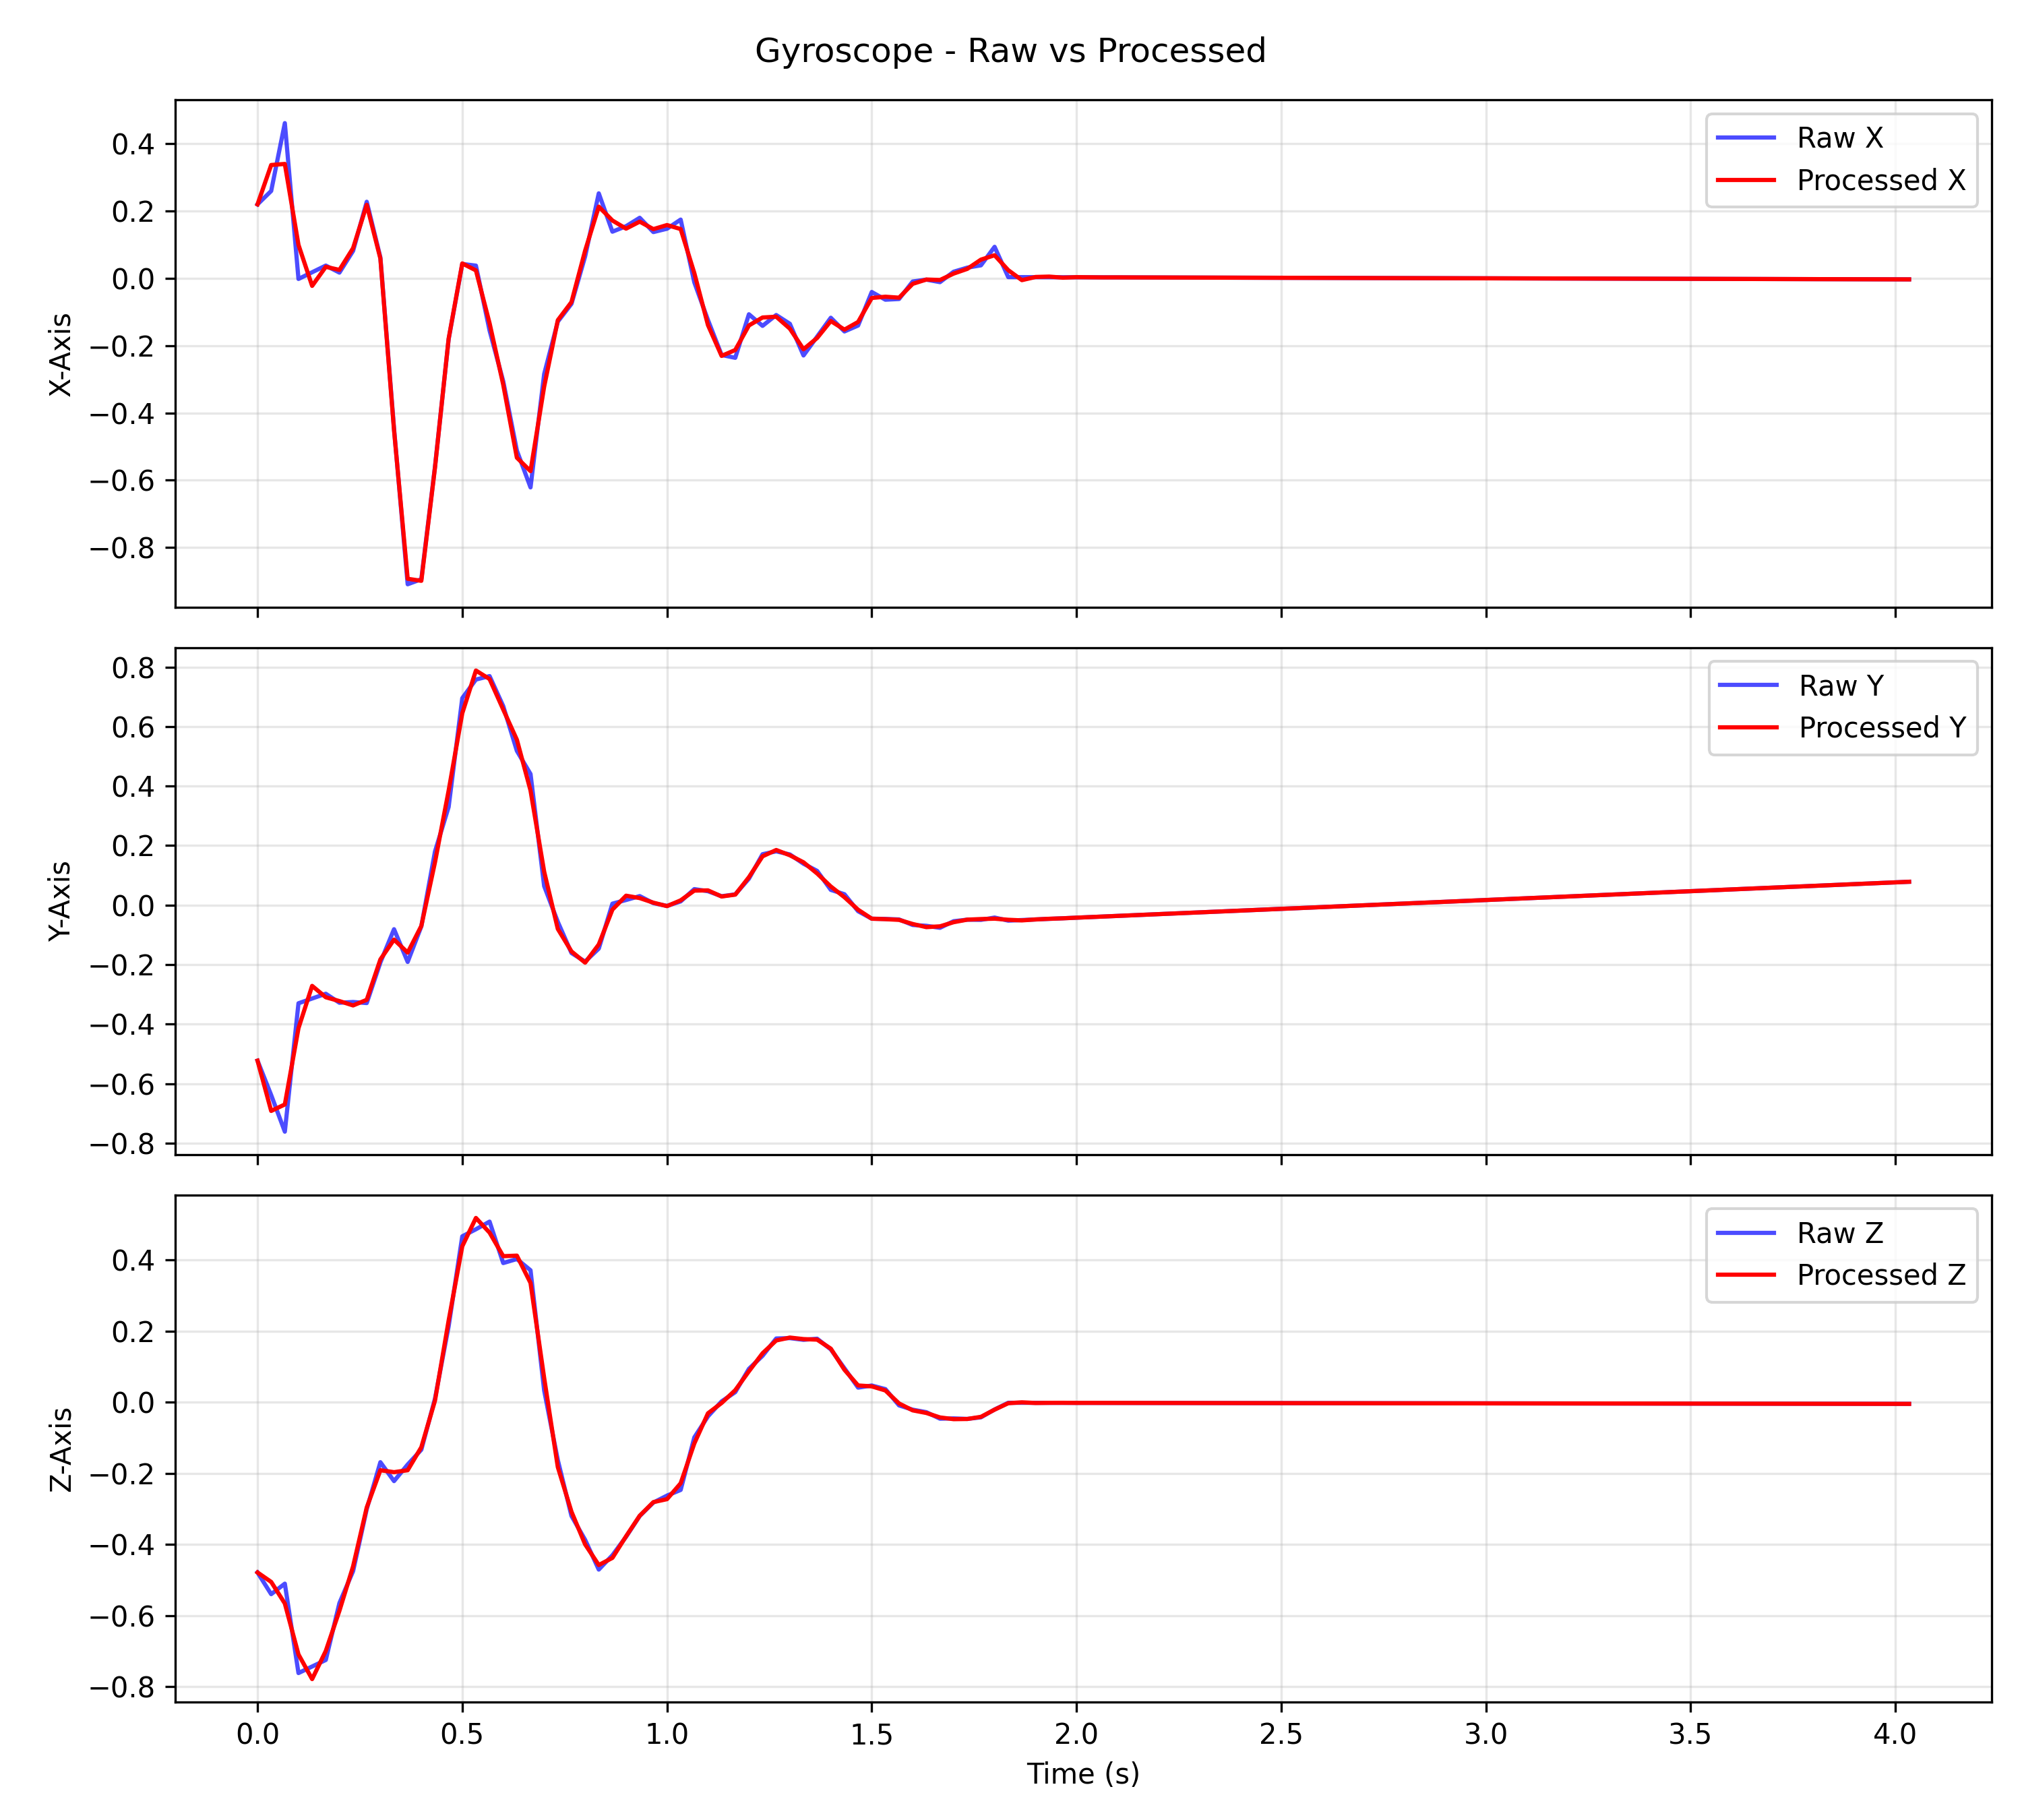 Gyroscope - Raw vs Processed
Raw X
Processed X
0.4
0.2
0.0
−0.2
−0.4
−0.6
−0.8
X-Axis
Raw Y
Processed Y
0.8
0.6
0.4
0.2
0.0
−0.2
−0.4
−0.6
−0.8
Y-Axis
Raw Z
Processed Z
0.4
0.2
0.0
−0.2
−0.4
−0.6
−0.8
Z-Axis
0.0 0.5 1.0 1.5 2.0 2.5 3.0 3.5 4.0
Time (s)